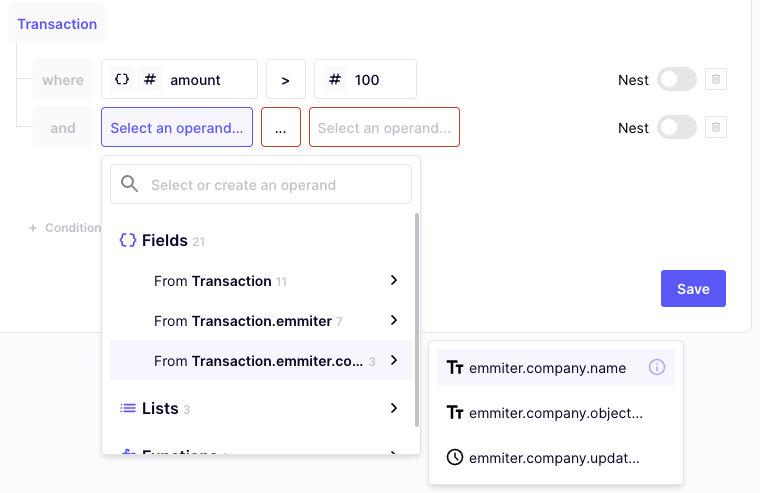 Transaction
where {} # amount > # 100 Nest
and Select an operand... ... Select an operand... Nest
Select or create an operand
+ Condition
{} Fields 21
From Transaction 11
From Transaction.emmiter 7
From Transaction.emmiter.co... 3
Lists 3
Save
Tт emmiter.company.name
Tт emmiter.company.object...
emmiter.company.updat...